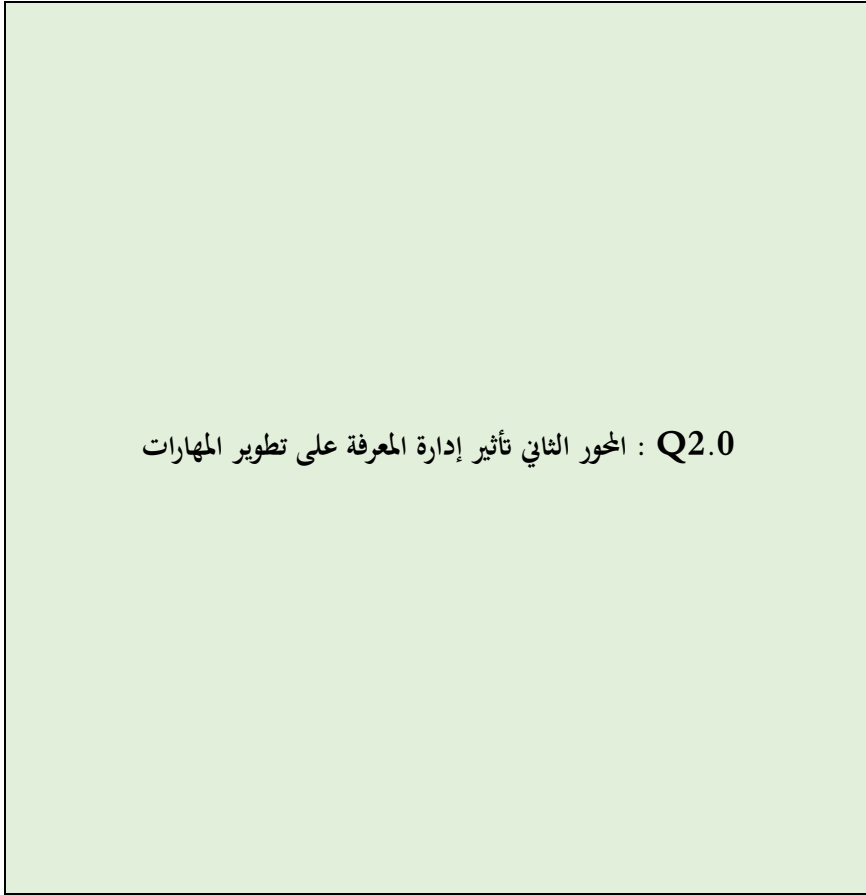 Q2.0 : المحور الثاني تأثير إدارة المعرفة على تطوير المهارات